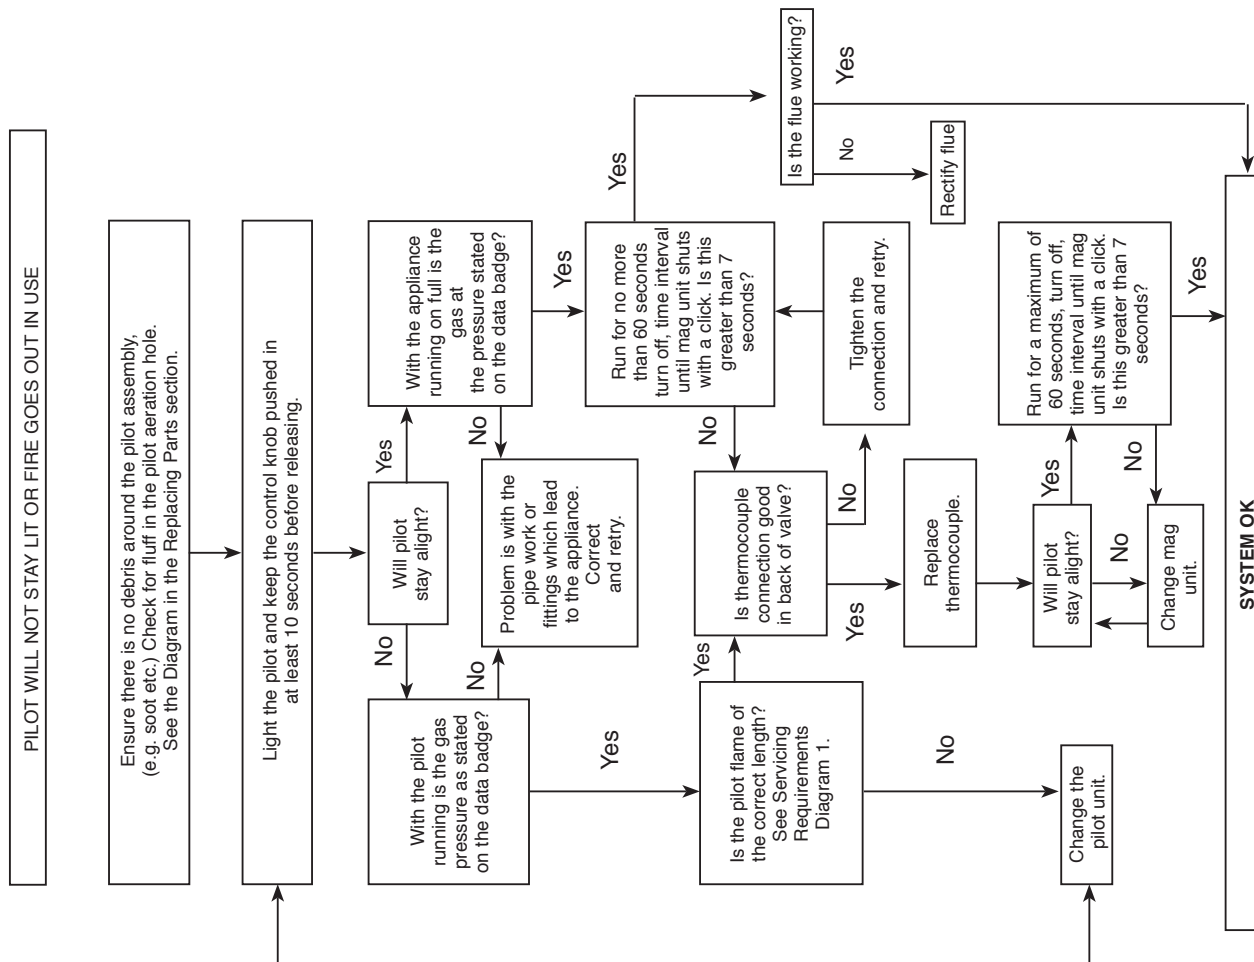 PILOT WILL NOT STAY LIT OR FIRE GOES OUT IN USE
Ensure there is no debris around the pilot assembly,
(e.g. soot etc.) Check for fluff in the pilot aeration hole.
See the Diagram in the Replacing Parts section.
Light the pilot and keep the control knob pushed in
at least 10 seconds before releasing.
Will pilot
stay alight?
No
Yes
With the pilot
running is the gas
pressure as stated
on the data badge?
With the appliance
running on full is the
gas at
the pressure stated
on the data badge?
No
No
Problem is with the
pipe work or
fittings which lead
to the appliance.
Correct
and retry.
Yes
Yes
Is the pilot flame of
the correct length?
See Servicing
Requirements
Diagram 1.
Yes
Is thermocouple
connection good
in back of valve?
No
Run for no more
than 60 seconds
turn off, time interval
until mag unit shuts
with a click. Is this
greater than 7
seconds?
Yes
Is the flue working?
No
Yes
Rectify flue
Yes
No
Tighten the
connection and retry.
Replace
thermocouple.
No
Change the
pilot unit.
Will pilot
stay alight?
Yes
No
Run for a maximum of
60 seconds, turn off,
time interval until mag
unit shuts with a click.
Is this greater than 7
seconds?
No
Change mag
unit.
Yes
SYSTEM OK